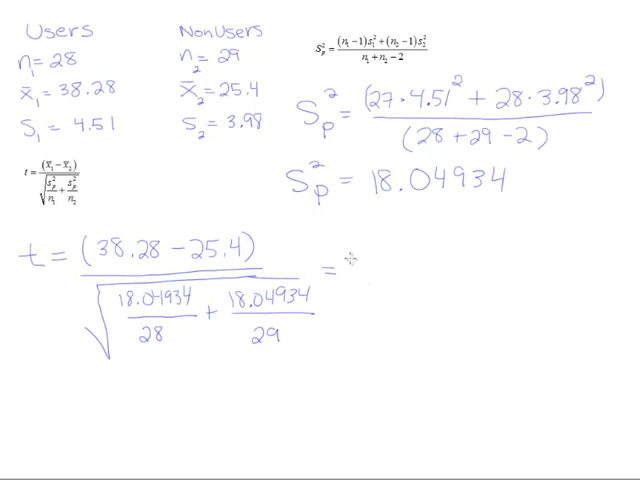 Users
n₁ = 28
x̄₁ = 38.28
S₁ = 4.51
NonUsers
n₂ = 29
x̄₂ = 25.4
S₂ = 3.98
s²ₚ = ((n₁ −1)s²₁ + (n₂ −1)s²₂) / (n₁ + n₂ − 2)
S²ₚ = (27 · 4.51² + 28 · 3.98²) / (28 + 29 − 2)
S²ₚ = 18.04934
t = (x̄₁ − x̄₂) / √(s²ₚ/n₁ + s²ₚ/n₂)
t = (38.28 − 25.4) / √(18.04934/28 + 18.04934/29) =